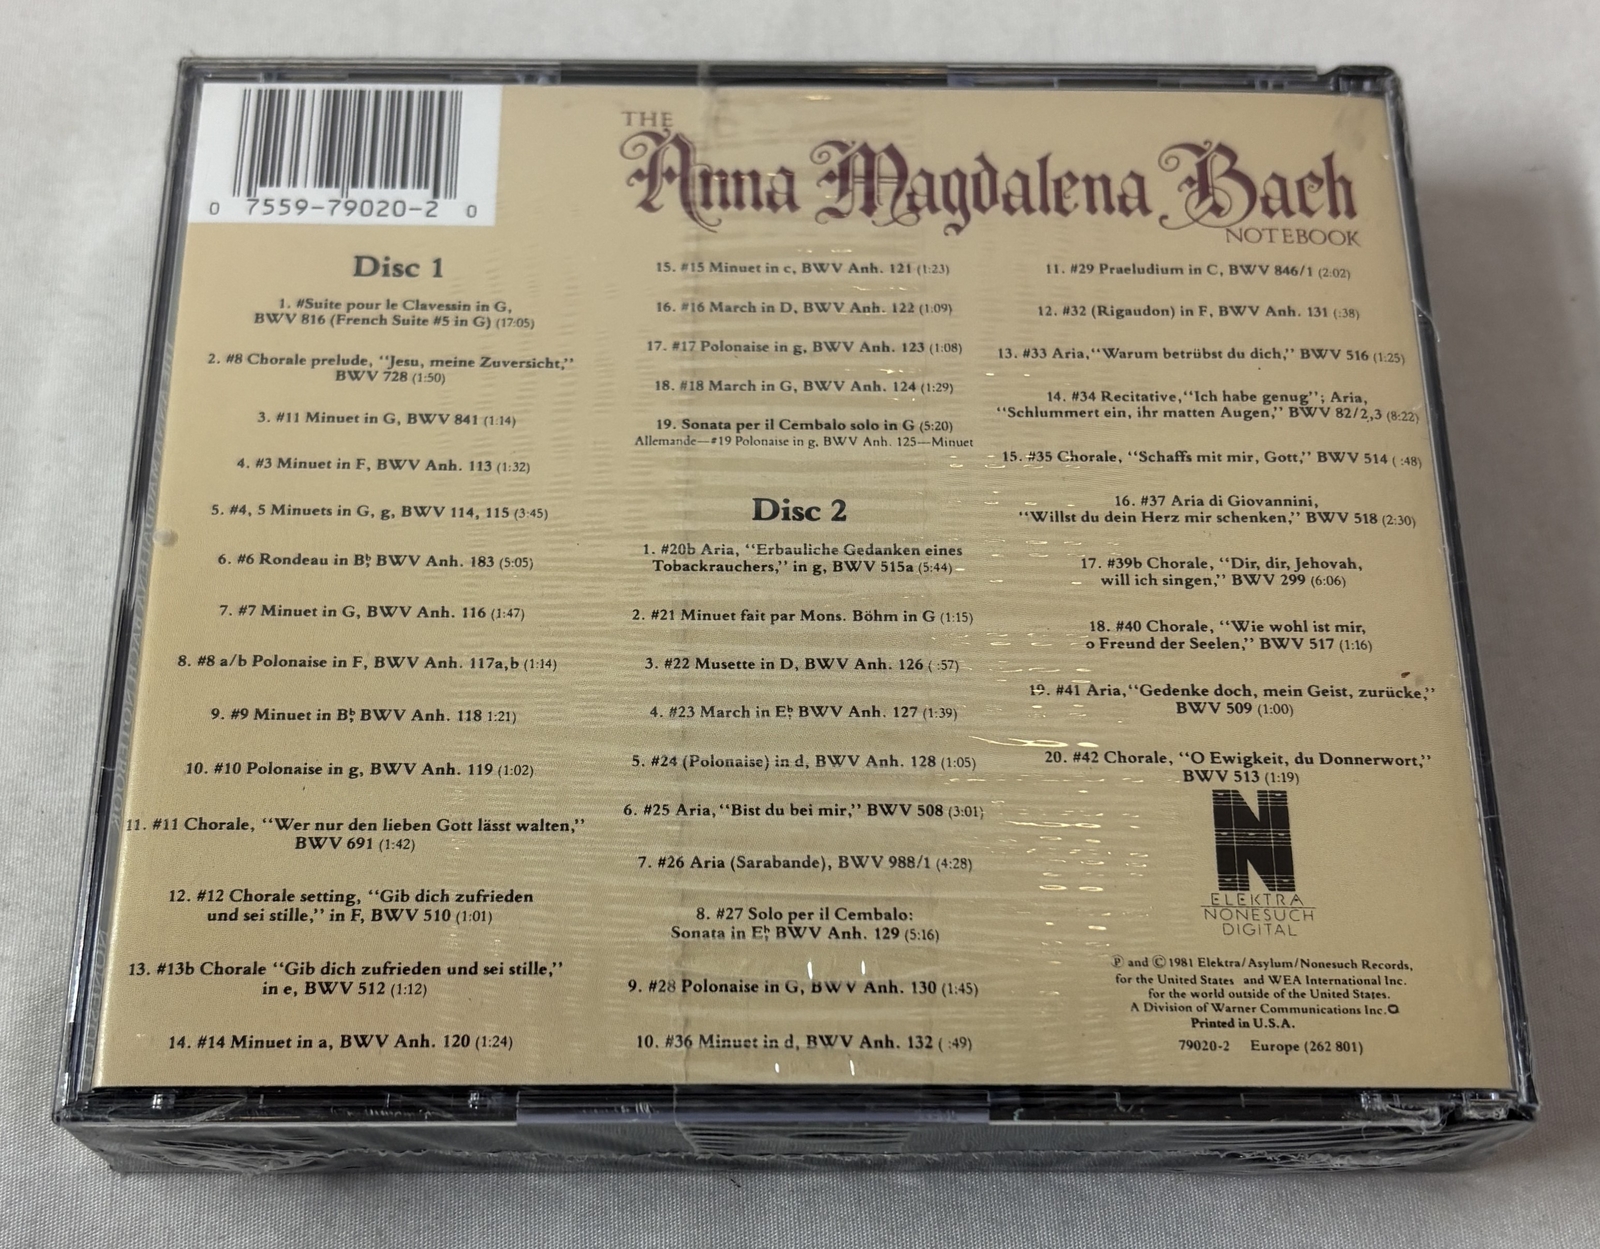 0 7559-79020-2 0
THE
Anna Magdalena Bach
NOTEBOOK
Disc 1
1. #Suite pour le Clavessin in G,
BWV 816 (French Suite #5 in G) (17:05)
2. #8 Chorale prelude, “Jesu, meine Zuversicht,”
BWV 728 (1:50)
3. #11 Minuet in G, BWV 841 (1:14)
4. #3 Minuet in F, BWV Anh. 113 (1:32)
5. #4, 5 Minuets in G, g, BWV 114, 115 (3:45)
6. #6 Rondeau in B♭, BWV Anh. 183 (5:05)
7. #7 Minuet in G, BWV Anh. 116 (1:47)
8. #8 a/b Polonaise in F, BWV Anh. 117a,b (1:14)
9. #9 Minuet in B♭, BWV Anh. 118 1:21)
10. #10 Polonaise in g, BWV Anh. 119 (1:02)
11. #11 Chorale, “Wer nur den lieben Gott lässt walten,”
BWV 691 (1:42)
12. #12 Chorale setting, “Gib dich zufrieden
und sei stille,” in F, BWV 510 (1:01)
13. #13b Chorale “Gib dich zufrieden und sei stille,”
in e, BWV 512 (1:12)
14. #14 Minuet in a, BWV Anh. 120 (1:24)
15. #15 Minuet in c, BWV Anh. 121 (1:23)
16. #16 March in D, BWV Anh. 122 (1:09)
17. #17 Polonaise in g, BWV Anh. 123 (1:08)
18. #18 March in G, BWV Anh. 124 (1:29)
19. Sonata per il Cembalo solo in G (5:20)
Allemande—#19 Polonaise in g, BWV Anh. 125—Minuet
Disc 2
1. #20b Aria, “Erbauliche Gedanken eines
Tobackrauchers,” in g, BWV 515a (5:44)
2. #21 Minuet fait par Mons. Böhm in G (1:15)
3. #22 Musette in D, BWV Anh. 126 ( :57)
4. #23 March in E♭, BWV Anh. 127 (1:39)
5. #24 (Polonaise) in d, BWV Anh. 128 (1:05)
6. #25 Aria, “Bist du bei mir,” BWV 508 (3:01)
7. #26 Aria (Sarabande), BWV 988/1 (4:28)
8. #27 Solo per il Cembalo:
Sonata in E♭, BWV Anh. 129 (5:16)
9. #28 Polonaise in G, BWV Anh. 130 (1:45)
10. #36 Minuet in d, BWV Anh. 132 ( :49)
11. #29 Praeludium in C, BWV 846/1 (2:02)
12. #32 (Rigaudon) in F, BWV Anh. 131 (:38)
13. #33 Aria, “Warum betrübst du dich,” BWV 516 (1:25)
14. #34 Recitative, “Ich habe genug”; Aria,
“Schlummert ein, ihr matten Augen,” BWV 82/2,3 (8:22)
15. #35 Chorale, “Schaffs mit mir, Gott,” BWV 514 ( :48)
16. #37 Aria di Giovannini,
“Willst du dein Herz mir schenken,” BWV 518 (2:30)
17. #39b Chorale, “Dir, dir, Jehovah,
will ich singen,” BWV 299 (6:06)
18. #40 Chorale, “Wie wohl ist mir,
o Freund der Seelen,” BWV 517 (1:16)
19. #41 Aria, “Gedenke doch, mein Geist, zurücke,”
BWV 509 (1:00)
20. #42 Chorale, “O Ewigkeit, du Donnerwort,”
BWV 513 (1:19)
N
ELEKTRA
NONESUCH
DIGITAL
℗ and © 1981 Elektra/Asylum/Nonesuch Records,
for the United States and WEA International Inc.
for the world outside of the United States.
A Division of Warner Communications Inc.
Printed in U.S.A.
79020-2 Europe (262 801)